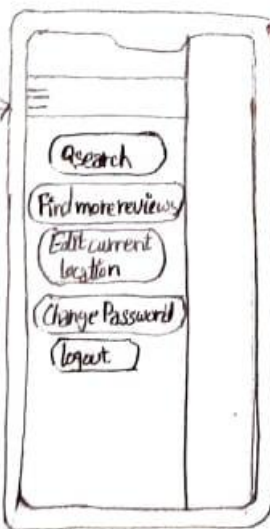 Search
Find more reviews
Edit current
location
Change Password
logout